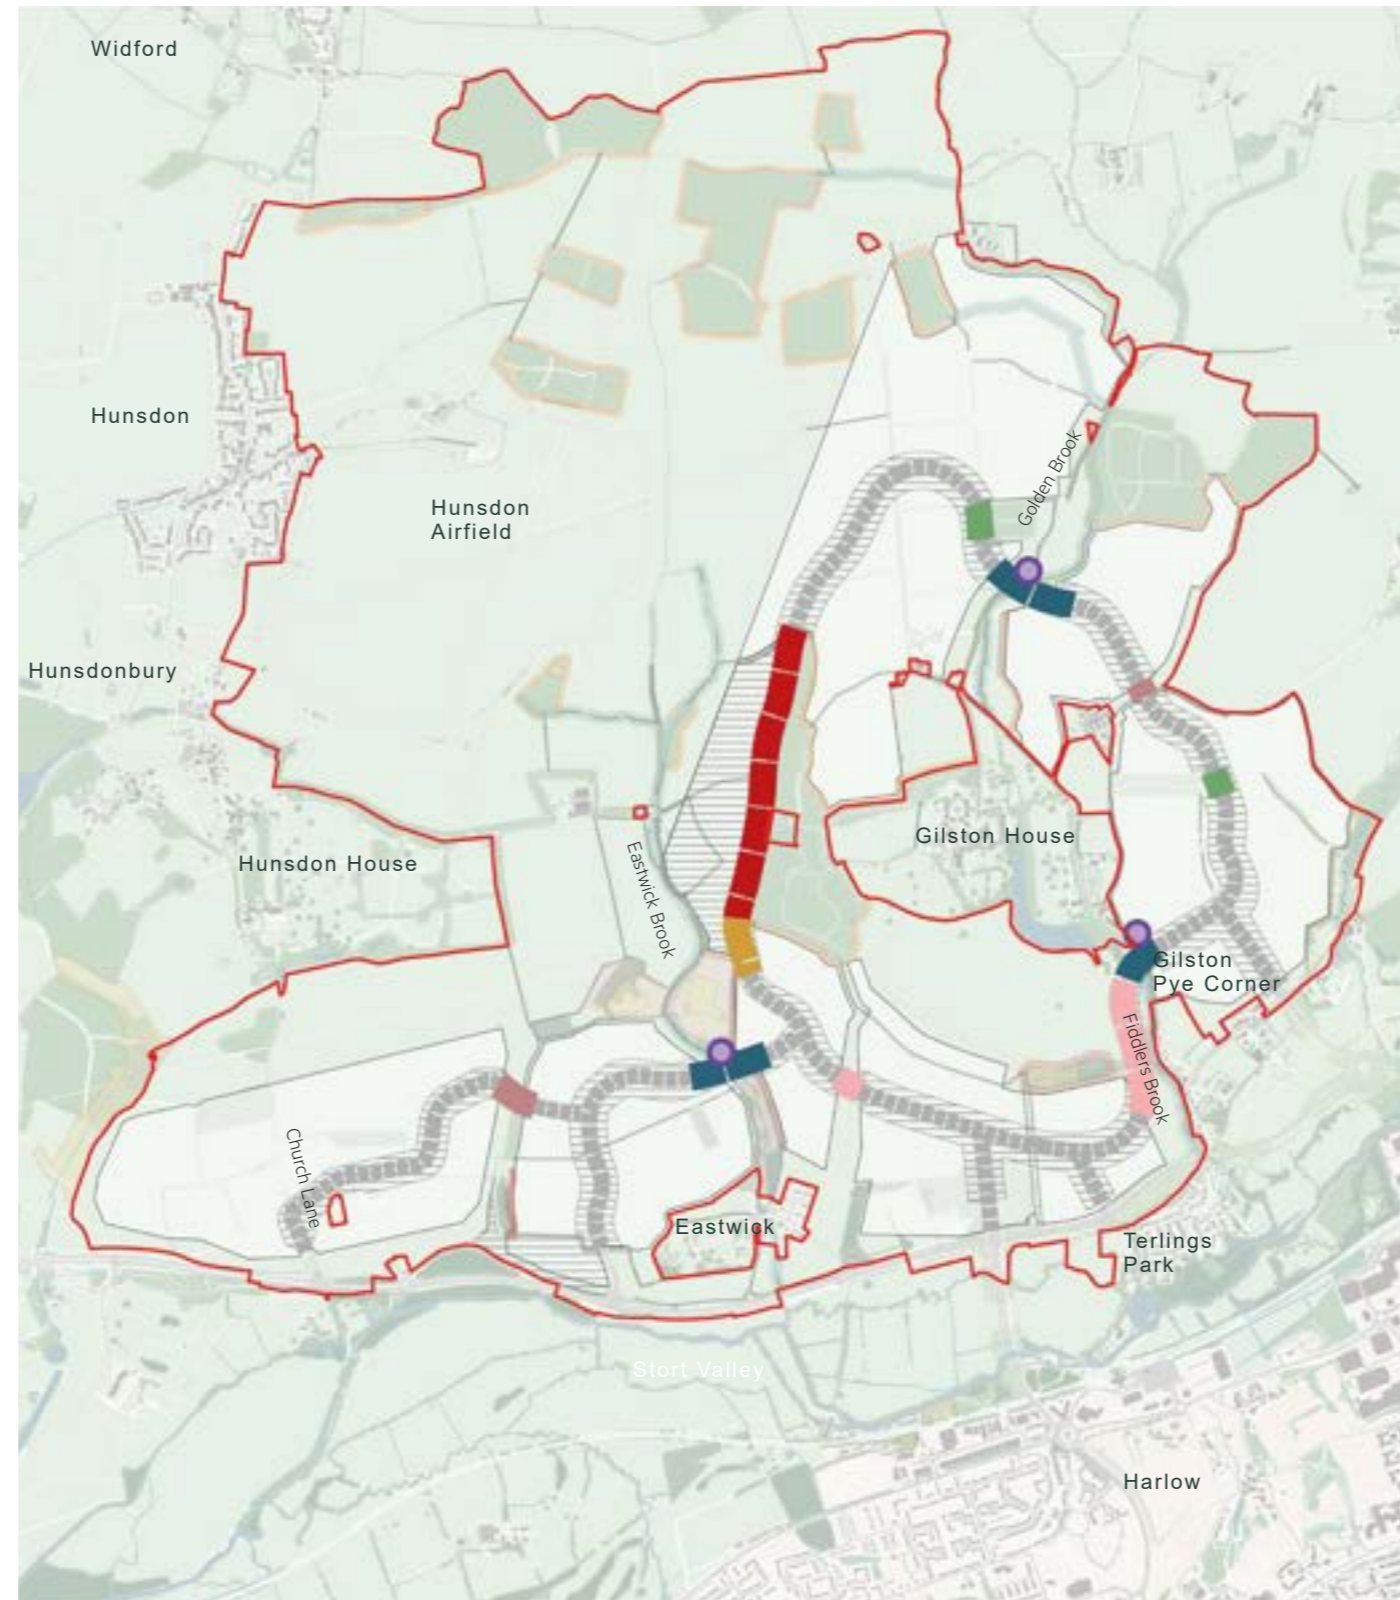 Widford
Hunsdon
Hunsdon
Airfield
Golden Brook
Hunsdonbury
Gilston House
Hunsdon House
Eastwick Brook
Gilston
Pye Corner
Fiddlers Brook
Church Lane
Eastwick
Terlings
Park
Stort Valley
Harlow